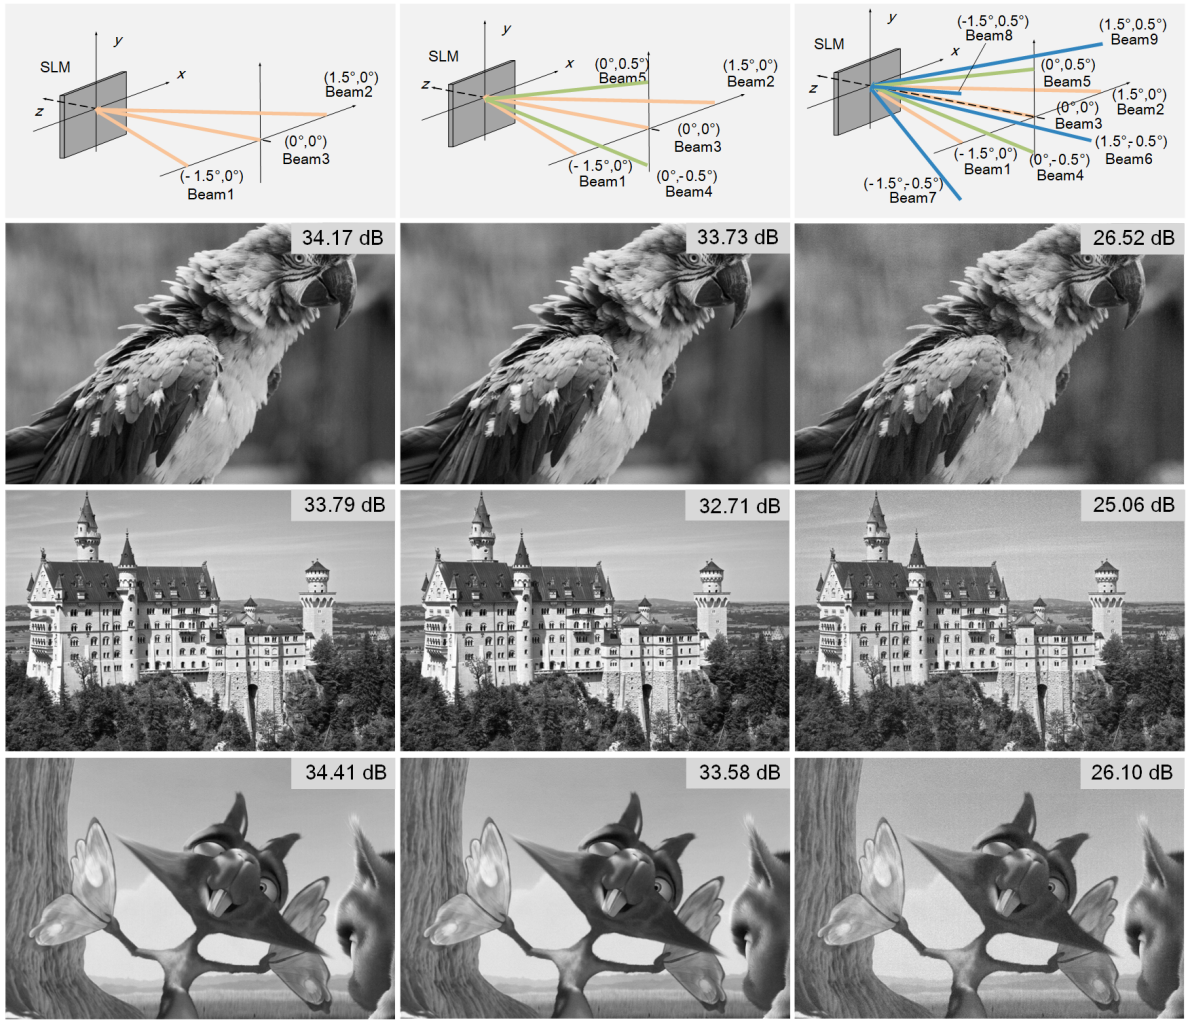 SLM
y
x
z
(1.5°,0°)
Beam2
(0°,0°)
Beam3
(- 1.5°,0°)
Beam1
SLM
y
x
z
(0°,0.5°)
Beam5
(1.5°,0°)
Beam2
(0°,0°)
Beam3
(- 1.5°,0°)
Beam1
(0°,-0.5°)
Beam4
SLM
y
x
z
(-1.5°,0.5°)
Beam8
(1.5°,0.5°)
Beam9
(0°,0.5°)
Beam5
(1.5°,0°)
Beam2
(0°,0°)
Beam3
(1.5°,-0.5°)
Beam6
(- 1.5°,0°)
Beam1
(0°,-0.5°)
Beam4
(-1.5°,-0.5°)
Beam7
34.17 dB
33.73 dB
26.52 dB
33.79 dB
32.71 dB
25.06 dB
34.41 dB
33.58 dB
26.10 dB